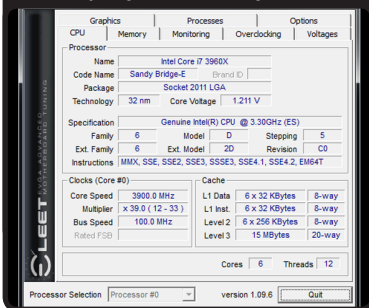 Graphics Processes Options
CPU Memory Monitoring Overclocking Voltages
Processor
Name Intel Core i7 3960X
Code Name Sandy Bridge-E Brand ID
Package Socket 2011 LGA
Technology 32 nm Core Voltage 1.211 V
Specification Genuine Intel(R) CPU @ 3.30GHz (ES)
Family 6 Model D Stepping 5
Ext. Family 6 Ext. Model 2D Revision C0
Instructions MMX, SSE, SSE2, SSE3, SSSE3, SSE4.1, SSE4.2, EM64T
Clocks (Core #0) Cache
Core Speed 3900.0 MHz L1 Data 6 x 32 KBytes 8-way
Multiplier x 39.0 ( 12 - 33 ) L1 Inst. 6 x 32 KBytes 8-way
Bus Speed 100.0 MHz Level 2 6 x 256 KBytes 8-way
Rated FSB Level 3 15 MBytes 20-way
Cores 6 Threads 12
Processor Selection Processor #0 version 1.09.6 Quit
ELEET EVGA ADVANCED
MOTHERBOARD TUNING